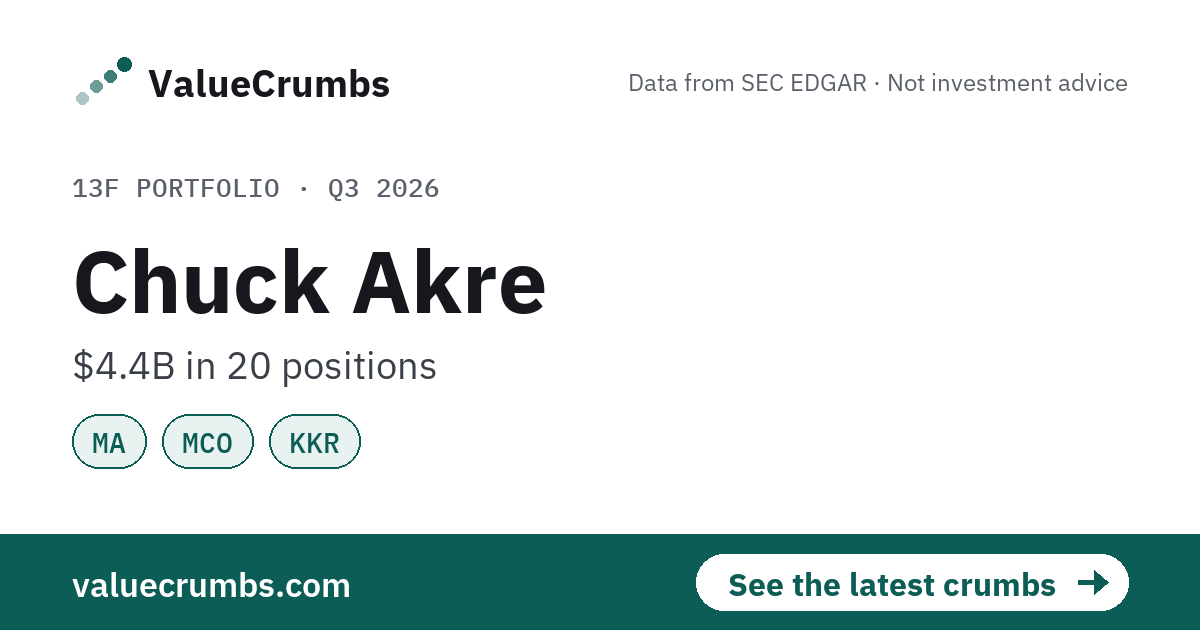 ValueCrumbs
Data from SEC EDGAR · Not investment advice
13F PORTFOLIO · Q3 2026
Chuck Akre
$4.4B in 20 positions
MA MCO KKR
valuecrumbs.com
See the latest crumbs →